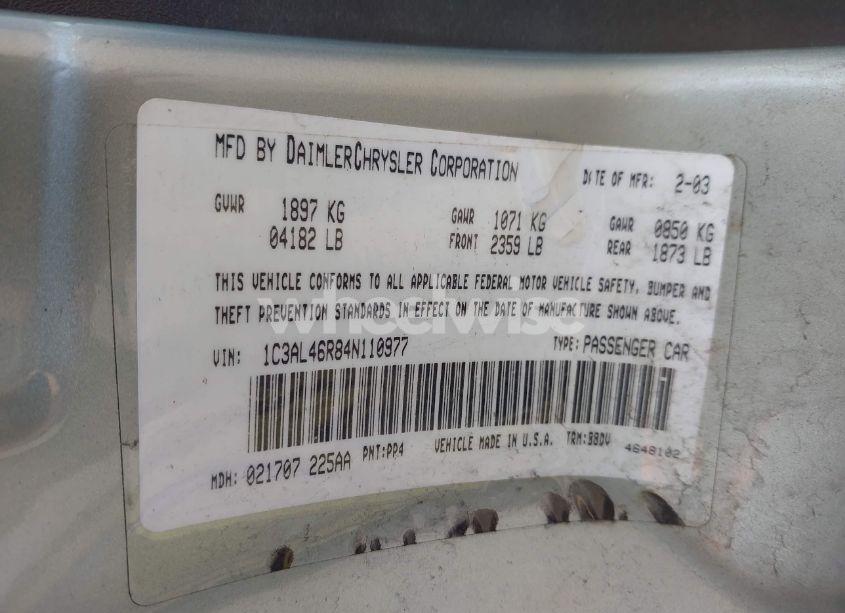 MFD BY DAIMLERCHRYSLER CORPORATION DATE OF MFR: 2-03
GVWR 1897 KG GAWR 1071 KG GAWR 0850 KG
04182 LB FRONT 2359 LB REAR 1873 LB
THIS VEHICLE CONFORMS TO ALL APPLICABLE FEDERAL MOTOR VEHICLE SAFETY, BUMPER AND
THEFT PREVENTION STANDARDS IN EFFECT ON THE DATE OF MANUFACTURE SHOWN ABOVE.
wheelwise
VIN: 1C3AL46R84N110977 TYPE: PASSENGER CAR
MDH: 021707 225AA PNT:PP4 VEHICLE MADE IN U.S.A. TRM:B8DV 4648102